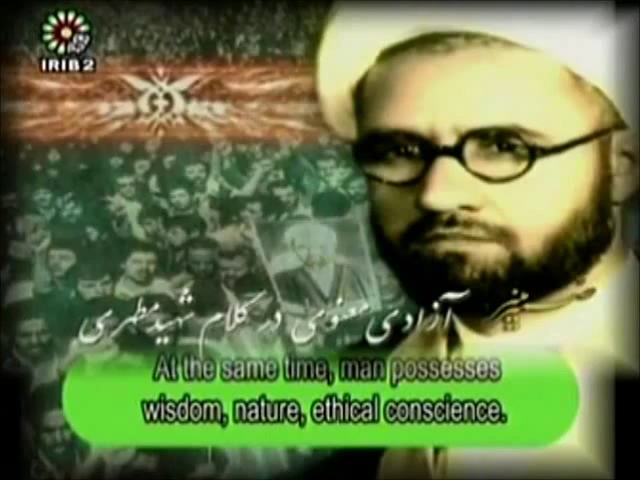 IRIB 2
آزادی معنوی در کلام شهید مطهری
At the same time, man possesses
wisdom, nature, ethical conscience.